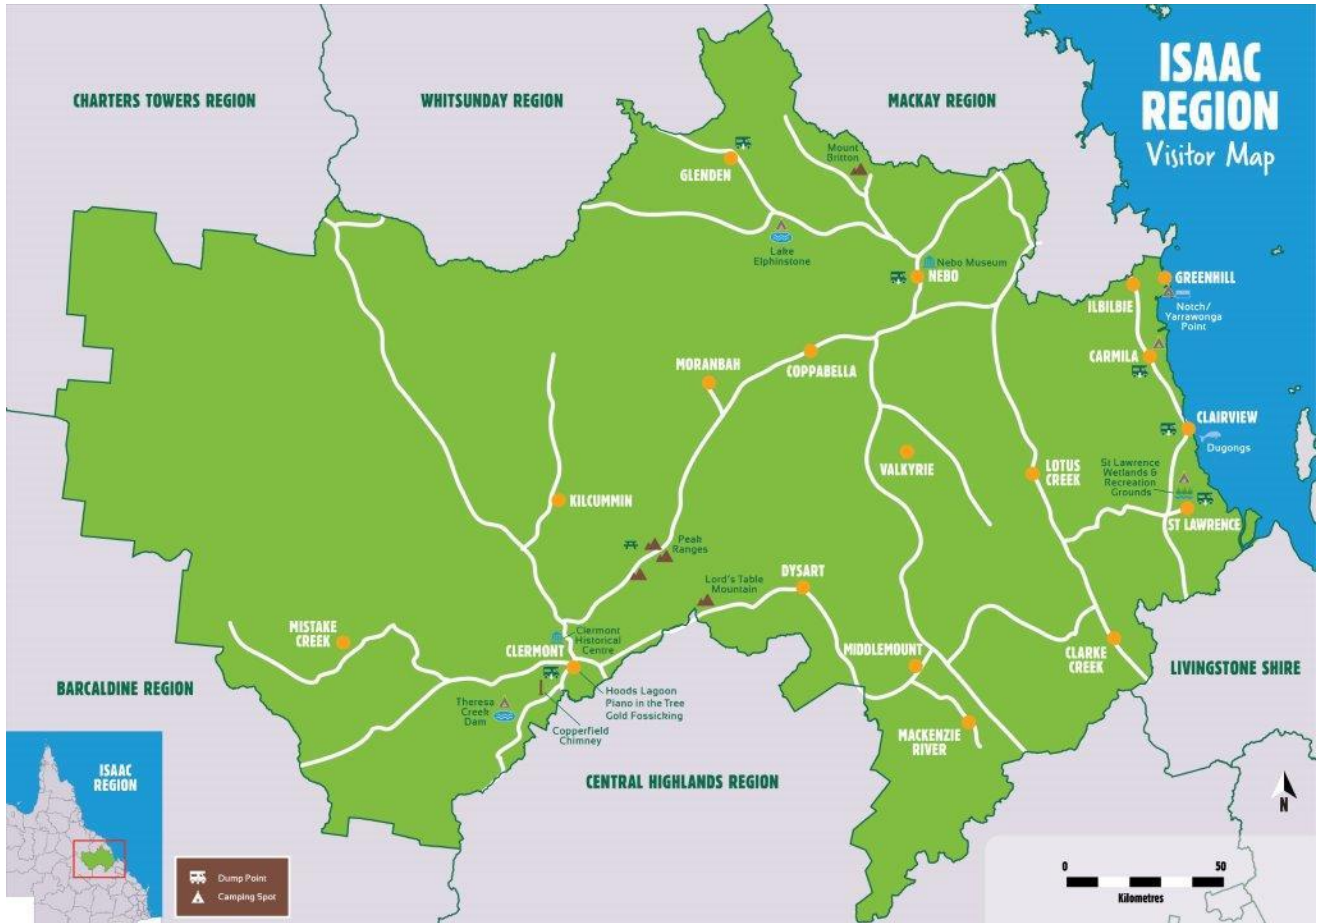 ISAAC
REGION
Visitor Map
CHARTERS TOWERS REGION
WHITSUNDAY REGION
MACKAY REGION
Mount
Britton
GLENDEN
Lake
Elphinstone
Nebo Museum
NEBO
GREENHILL
ILBILBIE
Notch/
Yarrawonga
Point
CARMILA
MORANBAH
COPPABELLA
CLAIRVIEW
Dugongs
VALKYRIE
LOTUS
CREEK
St Lawrence
Wetlands &
Recreation
Grounds
ST LAWRENCE
KILCUMMIN
Peak
Ranges
Lord's Table
Mountain
DYSART
MISTAKE
CREEK
Clermont
Historical
Centre
CLERMONT
MIDDLEMOUNT
CLARKE
CREEK
LIVINGSTONE SHIRE
BARCALDINE REGION
Theresa
Creek
Dam
Hoods Lagoon
Piano in the Tree
Gold Fossicking
Copperfield
Chimney
MACKENZIE
RIVER
CENTRAL HIGHLANDS REGION
ISAAC
REGION
N
Dump Point
Camping Spot
0 50
Kilometres